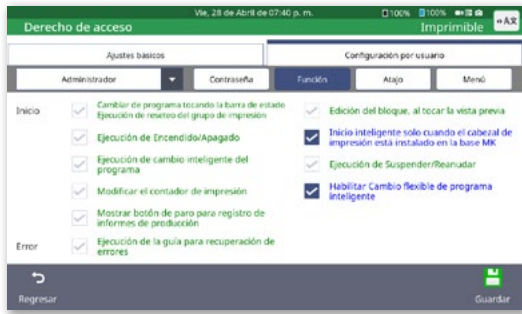 Vie, 28 de Abril de 07:40 p. m.
100%
100%
Derecho de acceso
Imprimible
Ajustes básicos
Configuración por usuario
Administrador
Contraseña
Función
Atajo
Menú
Inicio
Cambiar de programa tocando la barra de estado
Ejecución de reseteo del grupo de impresión
Ejecución de Encendido/Apagado
Ejecución de cambio inteligente del
programa
Modificar el contador de impresión
Mostrar botón de paro para registro de
informes de producción
Error
Ejecución de la guía para recuperación de
errores
Edición del bloque, al tocar la vista previa
Inicio inteligente solo cuando el cabezal de
impresión está instalado en la base MK
Ejecución de Suspender/Reanudar
Habilitar Cambio flexible de programa
inteligente
Regresar
Guardar